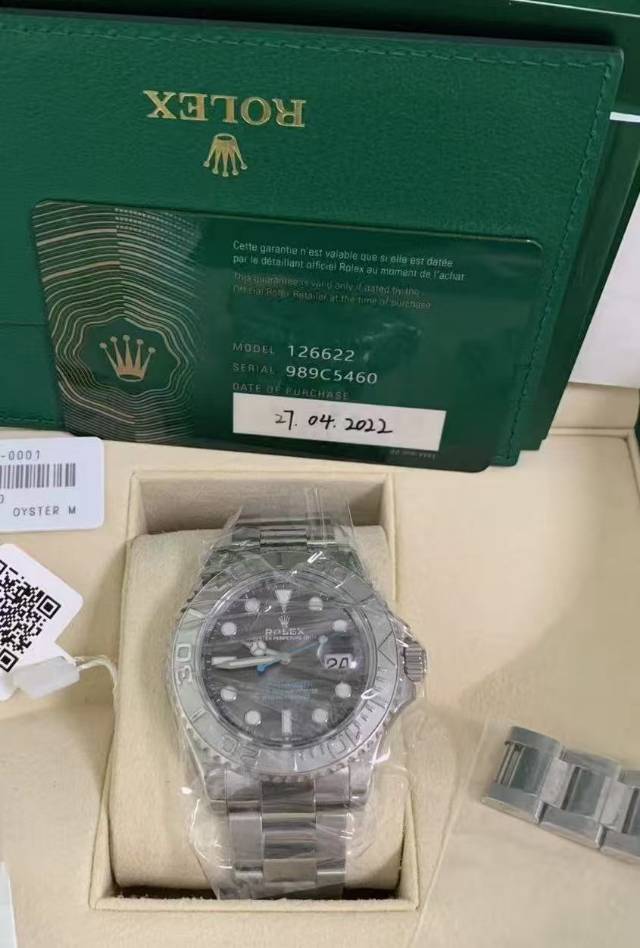 ROLEX
Cette garantie n'est valable que si elle est datée
par le détaillant officiel Rolex au moment de l'achat
This guarantee is valid only if dated by the
Official Rolex Retailer at the time of purchase
MODEL 126622
SERIAL 989C5460
DATE OF PURCHASE
27. 04. 2022
-0001
OYSTER M
ROLEX